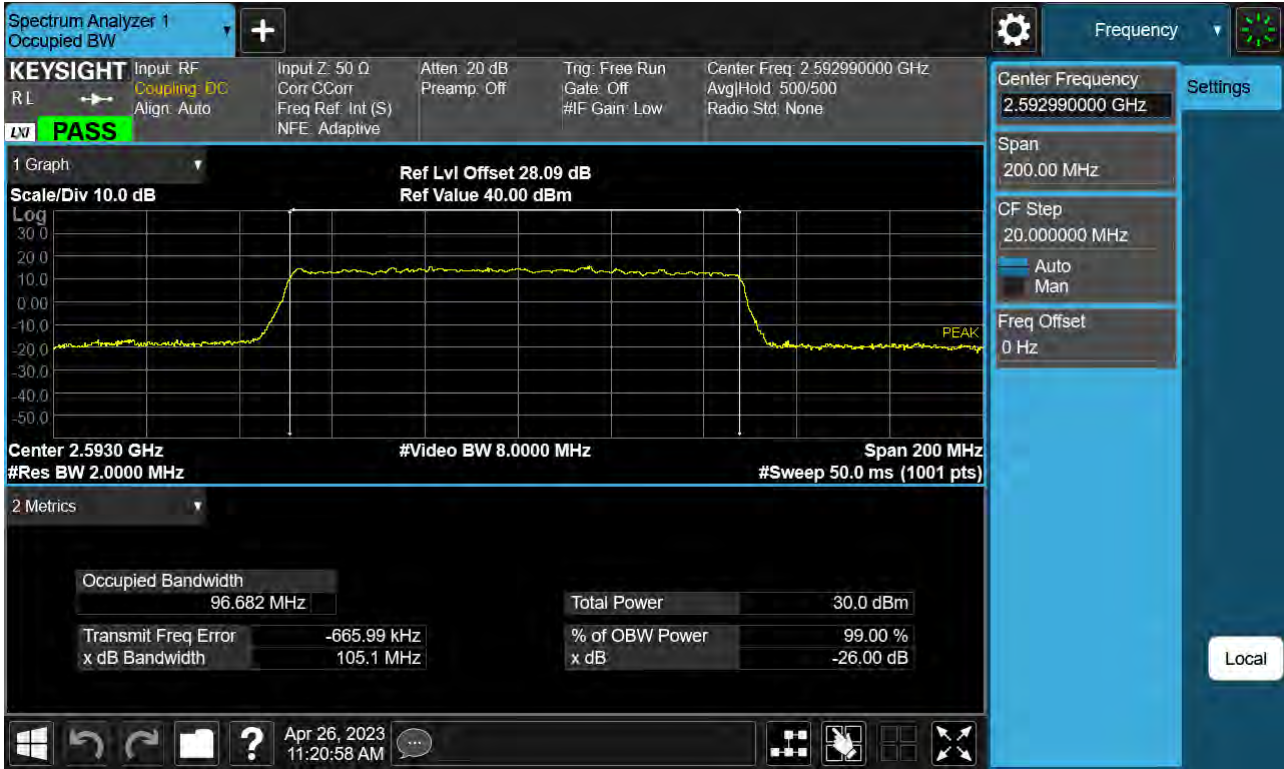 Spectrum Analyzer 1
Occupied BW
Frequency
KEYSIGHT
R L
LXI
PASS
Input: RF
Coupling: DC
Align: Auto
Input Z: 50 Ω
Corr CCorr
Freq Ref: Int (S)
NFE: Adaptive
Atten: 20 dB
Preamp: Off
Trig: Free Run
Gate: Off
#IF Gain: Low
Center Freq: 2.592990000 GHz
Avg|Hold: 500/500
Radio Std: None
Center Frequency
2.592990000 GHz
Settings
Span
200.00 MHz
CF Step
20.000000 MHz
Auto
Man
Freq Offset
0 Hz
Local
1 Graph
Ref Lvl Offset 28.09 dB
Scale/Div 10.0 dB
Ref Value 40.00 dBm
Log
30.0
20.0
10.0
0.00
-10.0
PEAK
-20.0
-30.0
-40.0
-50.0
Center 2.5930 GHz
#Video BW 8.0000 MHz
Span 200 MHz
#Res BW 2.0000 MHz
#Sweep 50.0 ms (1001 pts)
2 Metrics
Occupied Bandwidth
96.682 MHz
Total Power 30.0 dBm
Transmit Freq Error -665.99 kHz
% of OBW Power 99.00 %
x dB Bandwidth 105.1 MHz
x dB -26.00 dB
?
Apr 26, 2023
11:20:58 AM